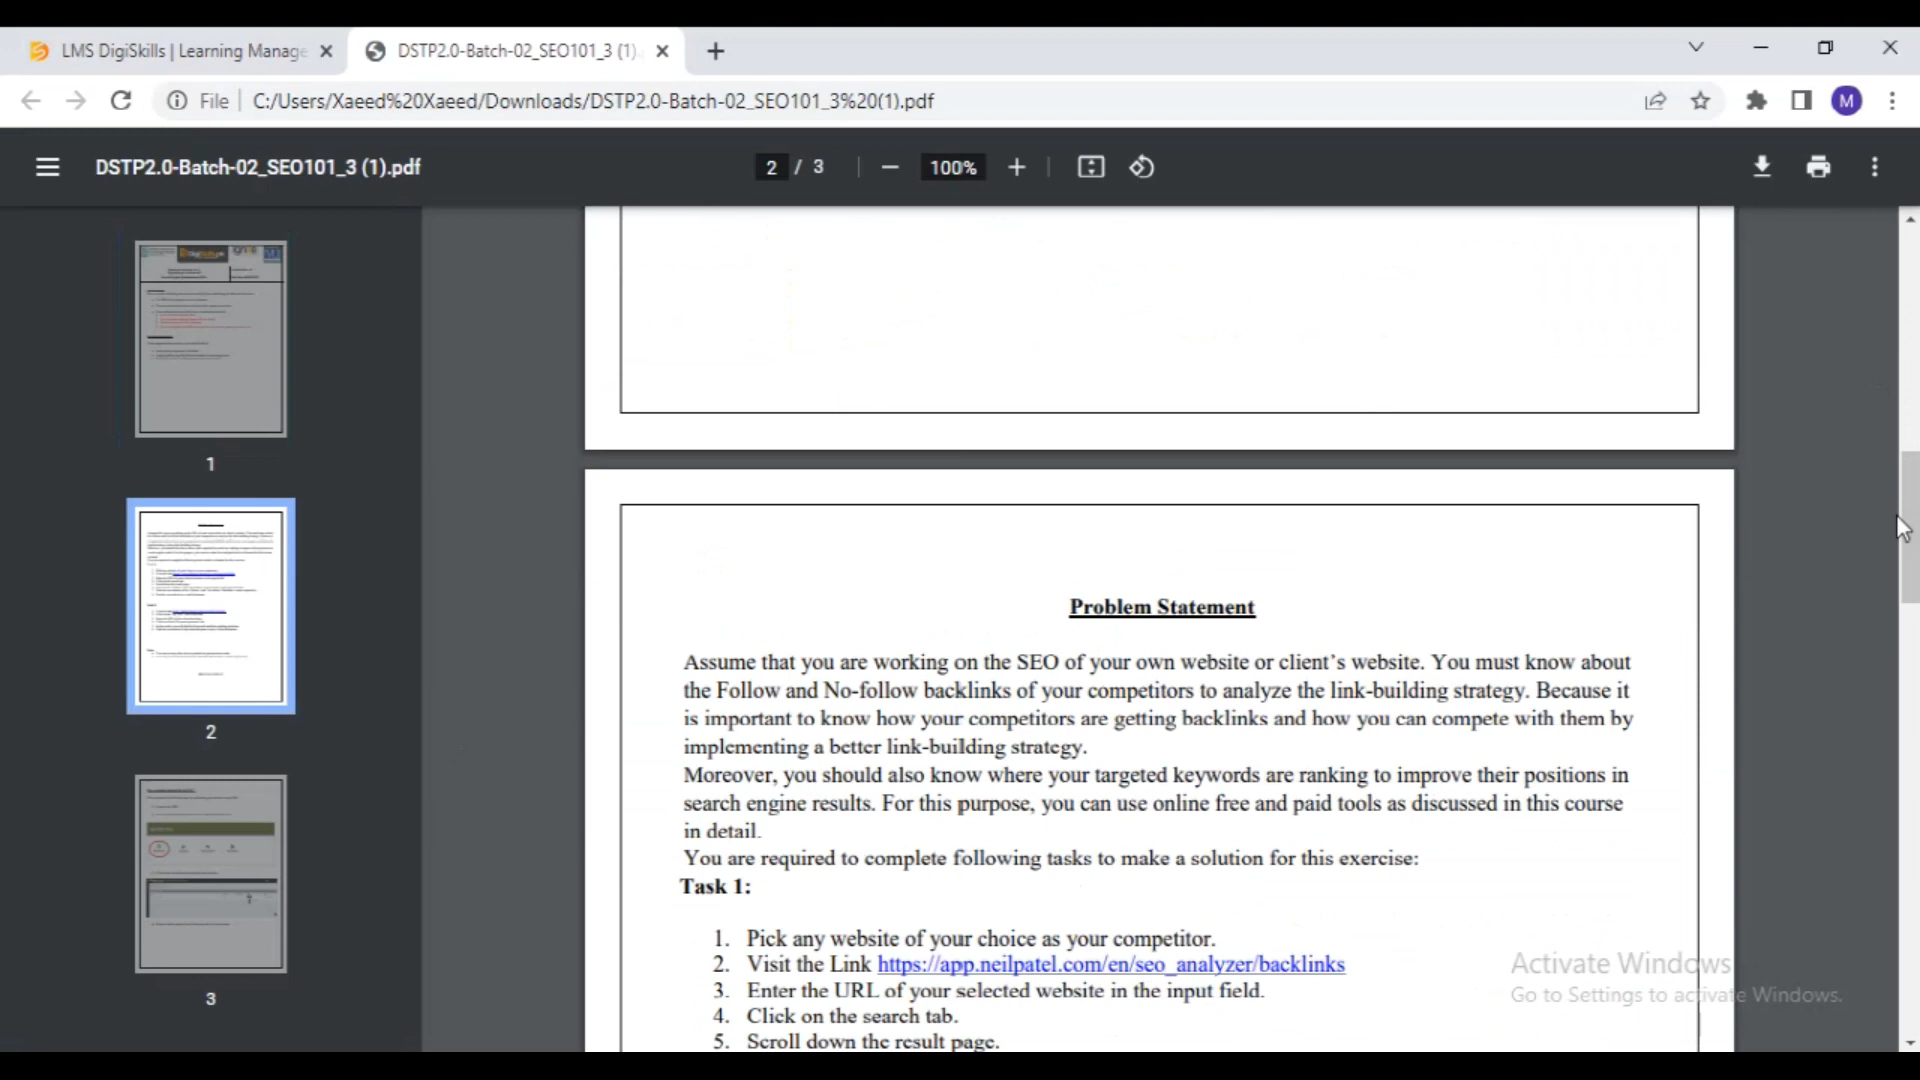 LMS DigiSkills | Learning Manage
DSTP2.0-Batch-02_SEO101_3 (1)
File
C:/Users/Xaeed%20Xaeed/Downloads/DSTP2.0-Batch-02_SEO101_3%20(1).pdf
M
DSTP2.0-Batch-02_SEO101_3 (1).pdf
2 / 3
100%
1
2
3
Problem Statement
Assume that you are working on the SEO of your own website or client’s website. You must know about
the Follow and No-follow backlinks of your competitors to analyze the link-building strategy. Because it
is important to know how your competitors are getting backlinks and how you can compete with them by
implementing a better link-building strategy.
Moreover, you should also know where your targeted keywords are ranking to improve their positions in
search engine results. For this purpose, you can use online free and paid tools as discussed in this course
in detail.
You are required to complete following tasks to make a solution for this exercise:
Task 1:
1. Pick any website of your choice as your competitor.
2. Visit the Link https://app.neilpatel.com/en/seo_analyzer/backlinks
3. Enter the URL of your selected website in the input field.
4. Click on the search tab.
5. Scroll down the result page.
Activate Windows
Go to Settings to activate Windows.